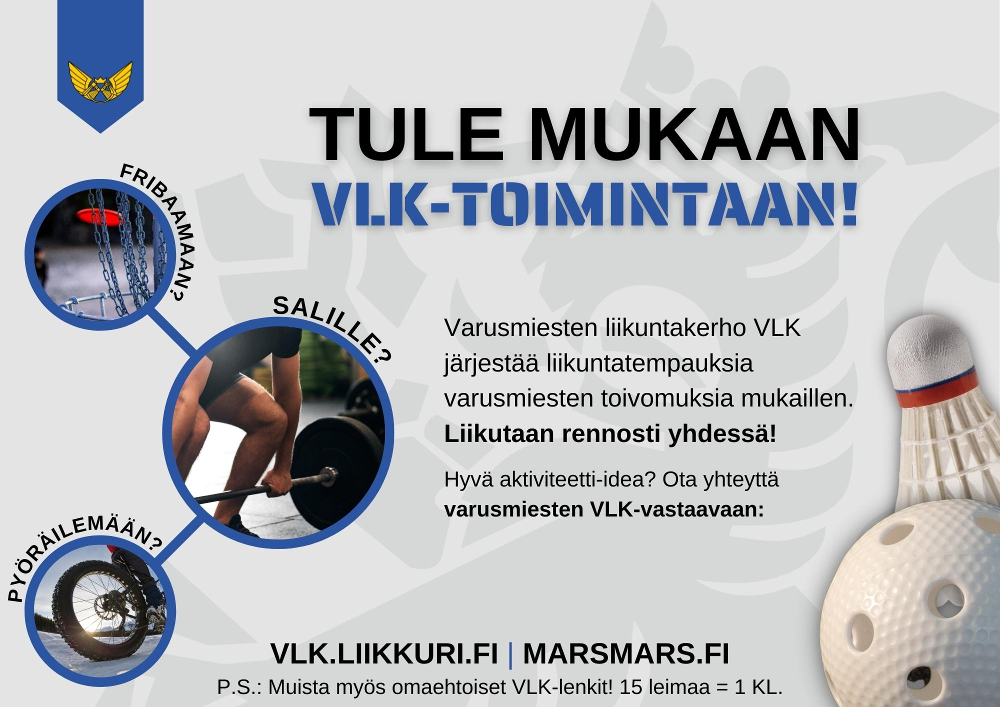 TULE MUKAAN
VLK-TOIMINTAAN!
FRIBAAMAAN?
SALILLE?
PYÖRÄILEMÄÄN?
Varusmiesten liikuntakerho VLK
järjestää liikuntatempauksia
varusmiesten toivomuksia mukaillen.
Liikutaan rennosti yhdessä!
Hyvä aktiviteetti-idea? Ota yhteyttä
varusmiesten VLK-vastaavaan:
VLK.LIIKKURI.FI | MARSMARS.FI
P.S.: Muista myös omaehtoiset VLK-lenkit! 15 leimaa = 1 KL.